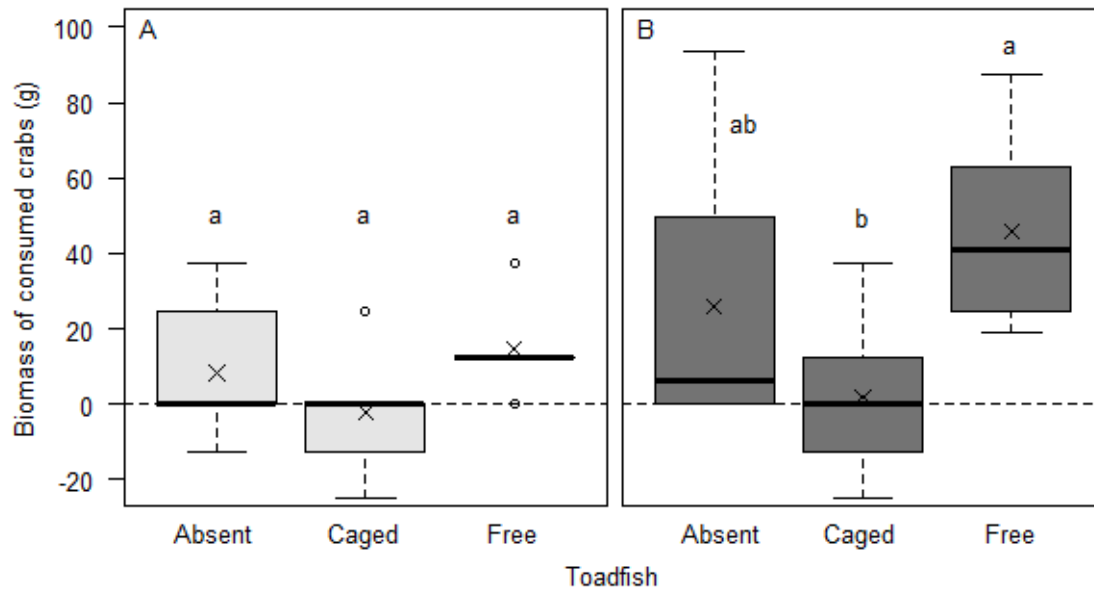 A
B
Biomass of consumed crabs (g)
100
80
60
40
20
0
-20
a
a
a
ab
b
a
Absent
Caged
Free
Absent
Caged
Free
Toadfish